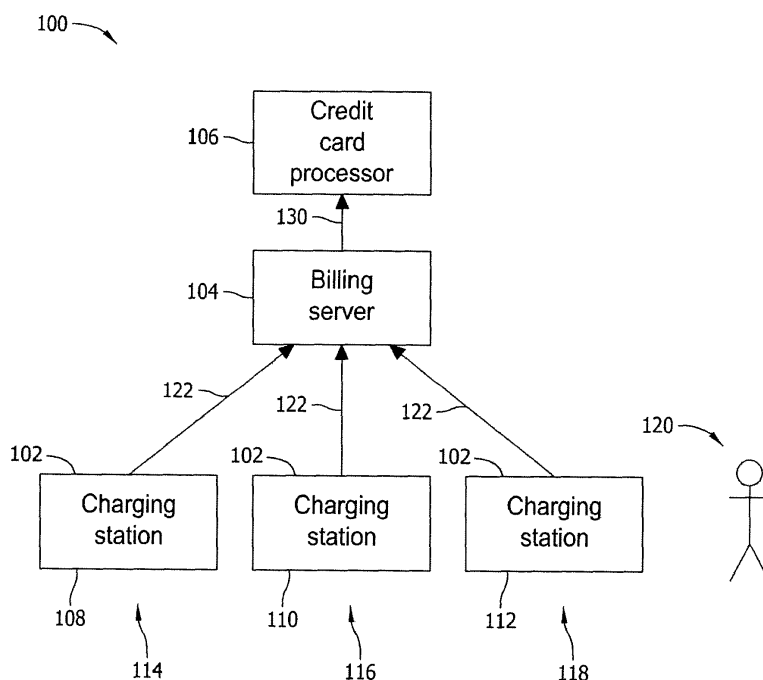 100
106
Credit
card
processor
130
104
Billing
server
122
122
122
120
102
102
102
Charging
station
Charging
station
Charging
station
108
110
112
114
116
118